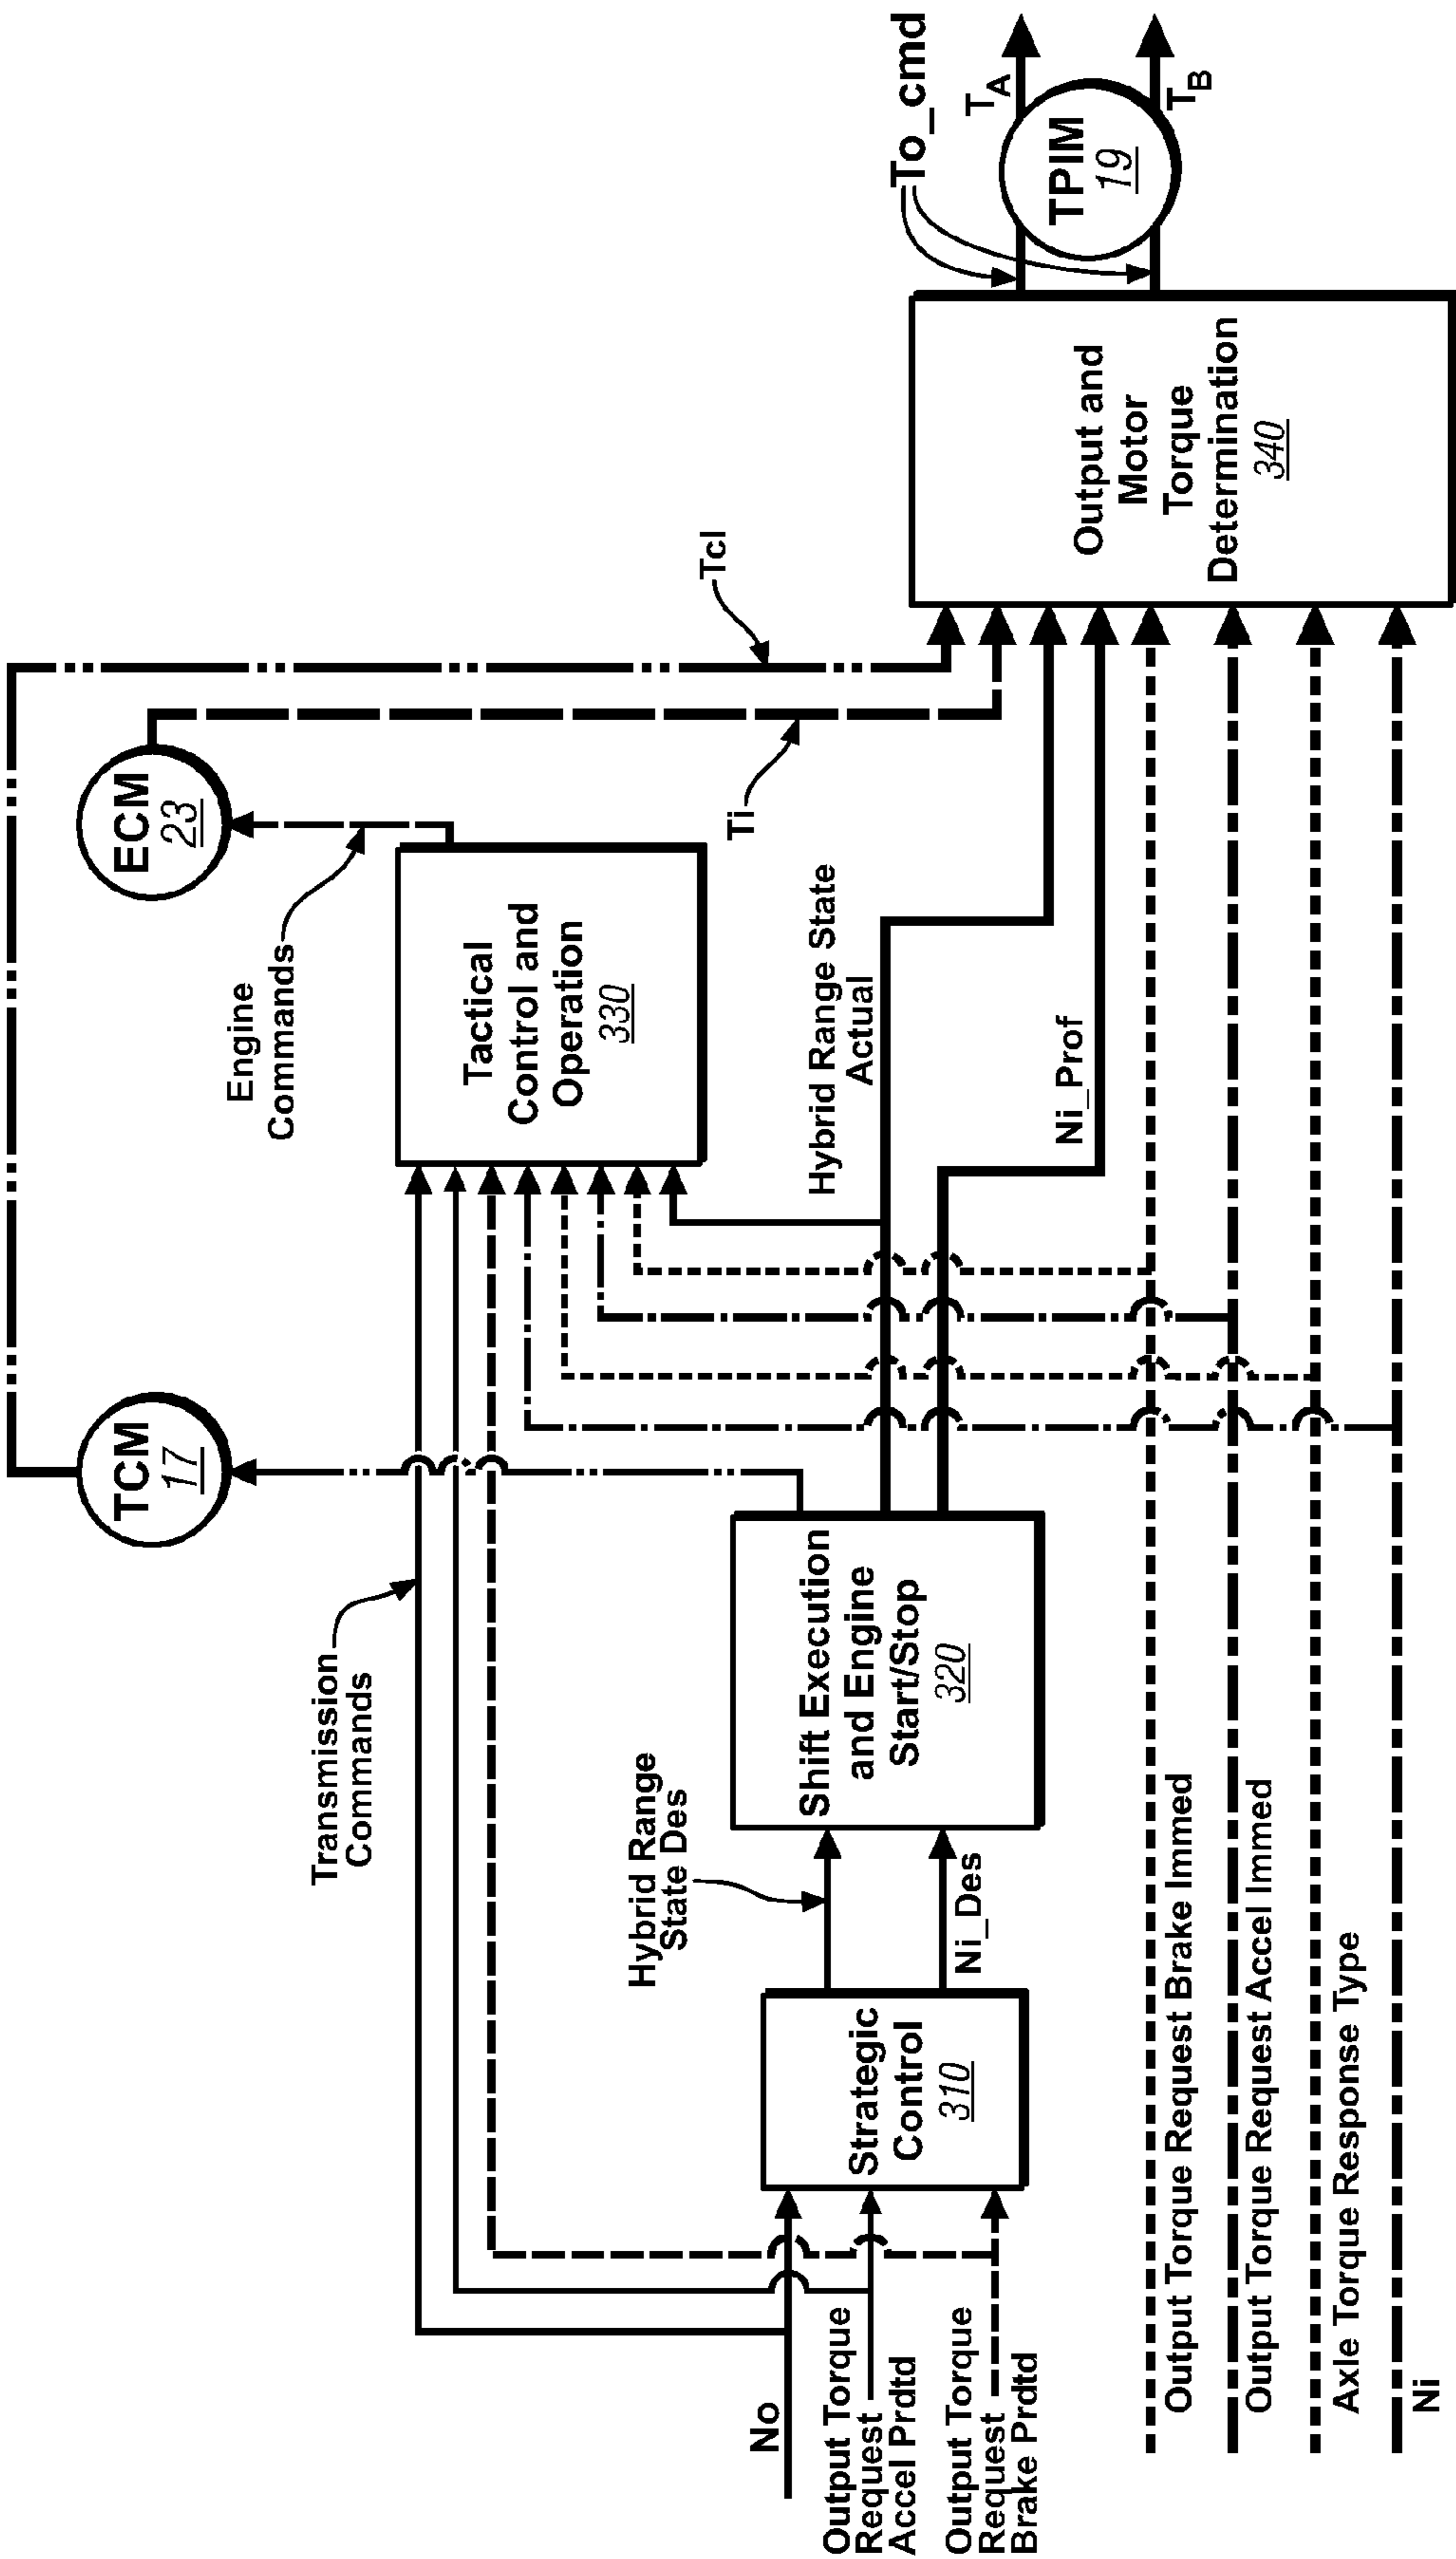 No
Output Torque
Request
Accel Prdtd
Output Torque
Request
Brake Prdtd
Strategic
Control
310
Hybrid Range
State Des
Ni_Des
Transmission
Commands
Shift Execution
and Engine
Start/Stop
320
TCM
17
Engine
Commands
ECM
23
Tactical
Control and
Operation
330
Hybrid Range State
Actual
Ni_Prof
Ti
Tcl
Output and
Motor
Torque
Determination
340
To_cmd
TPIM
19
TA
TB
Output Torque Request Brake Immed
Output Torque Request Accel Immed
Axle Torque Response Type
Ni